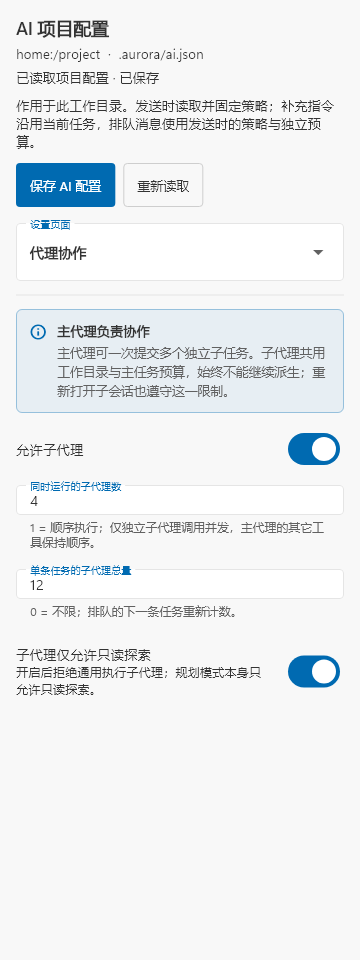 AI 项目配置
home:/project · .aurora/ai.json
已读取项目配置 · 已保存
作用于此工作目录。发送时读取并固定策略；补充指令
沿用当前任务，排队消息使用发送时的策略与独立预
算。
保存 AI 配置
重新读取
设置页面
代理协作
主代理负责协作
主代理可一次提交多个独立子任务。子代理共用
工作目录与主任务预算，始终不能继续派生；重
新打开子会话也遵守这一限制。
允许子代理
同时运行的子代理数
4
1 = 顺序执行；仅独立子代理调用并发，主代理的其它工
具保持顺序。
单条任务的子代理总量
12
0 = 不限；排队的下一条任务重新计数。
子代理仅允许只读探索
开启后拒绝通用执行子代理；规划模式本身只
允许只读探索。